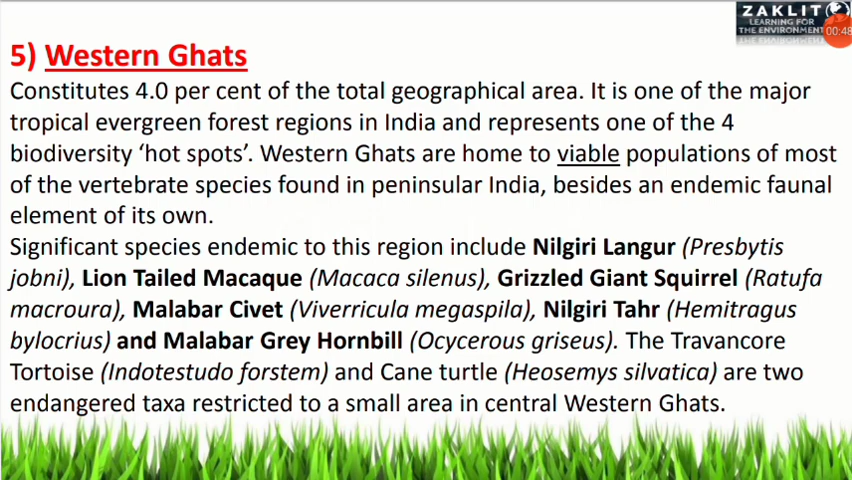 ZAKLIT
LEARNING FOR
THE ENVIRONMENT
00:48
5) Western Ghats
Constitutes 4.0 per cent of the total geographical area. It is one of the major
tropical evergreen forest regions in India and represents one of the 4
biodiversity ‘hot spots’. Western Ghats are home to viable populations of most
of the vertebrate species found in peninsular India, besides an endemic faunal
element of its own.
Significant species endemic to this region include Nilgiri Langur (Presbytis
jobni), Lion Tailed Macaque (Macaca silenus), Grizzled Giant Squirrel (Ratufa
macroura), Malabar Civet (Viverricula megaspila), Nilgiri Tahr (Hemitragus
bylocrius) and Malabar Grey Hornbill (Ocycerous griseus). The Travancore
Tortoise (Indotestudo forstem) and Cane turtle (Heosemys silvatica) are two
endangered taxa restricted to a small area in central Western Ghats.